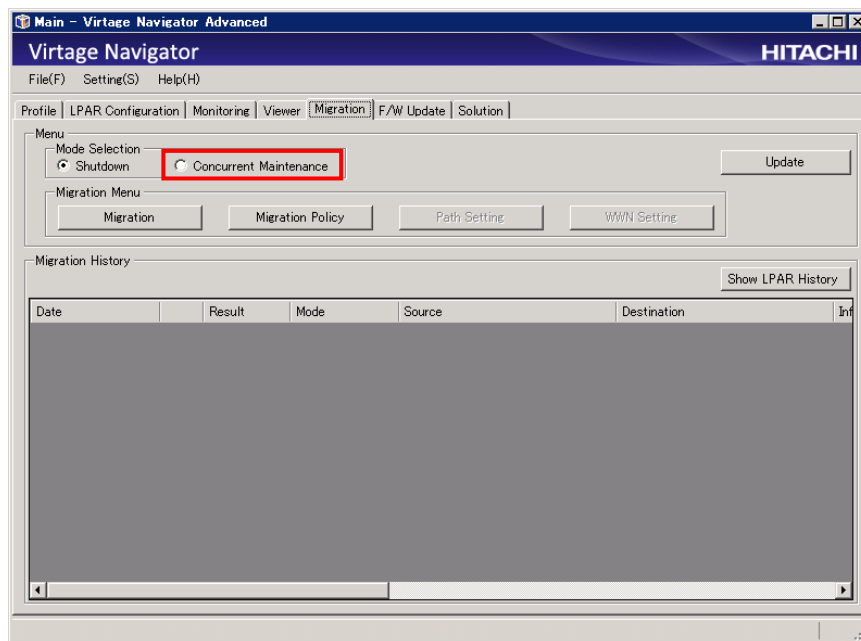 Main - Virtage Navigator Advanced
Virtage Navigator
HITACHI
File(F) Setting(S) Help(H)
Profile LPAR Configuration Monitoring Viewer Migration F/W Update Solution
Menu
Mode Selection
Shutdown Concurrent Maintenance Update
Migration Menu
Migration Migration Policy Path Setting WWN Setting
Migration History
Show LPAR History
Date Result Mode Source Destination Inf